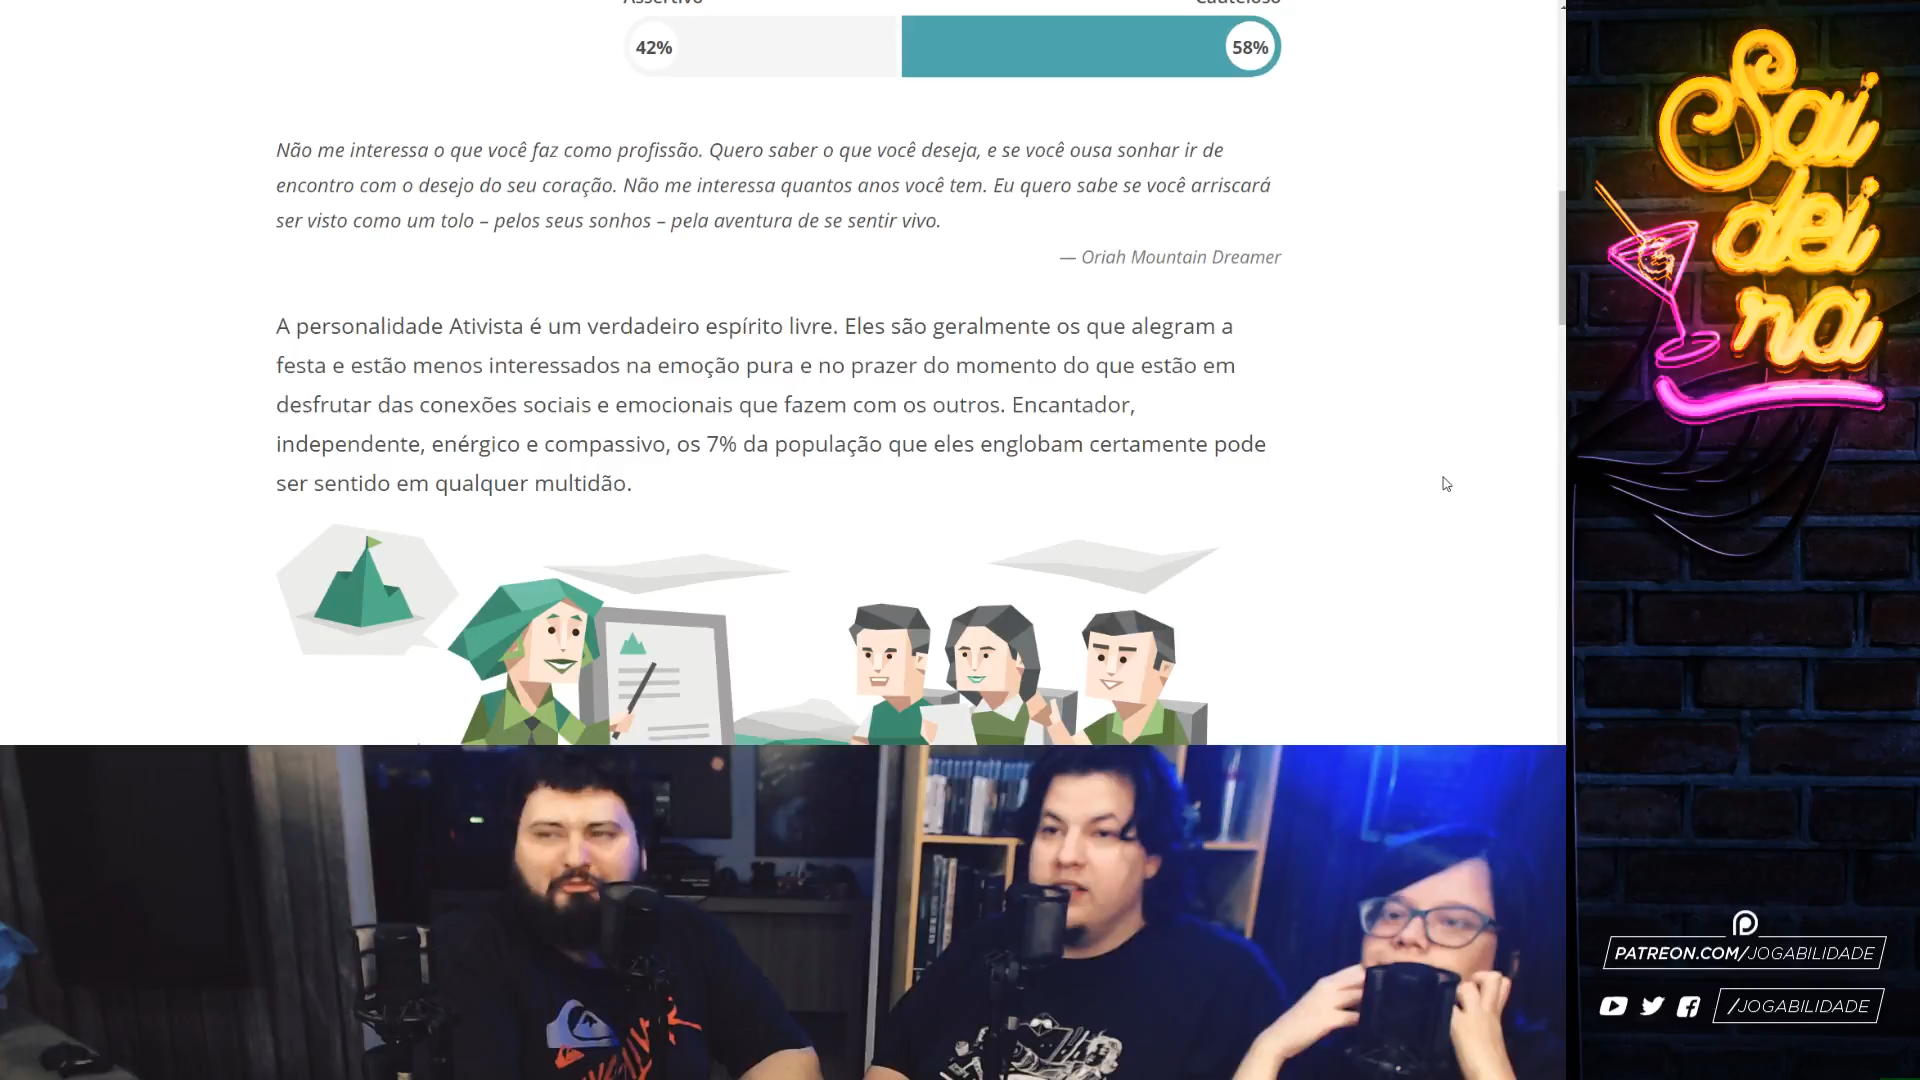 Assertivo
Cauteloso
42%
58%
Não me interessa o que você faz como profissão. Quero saber o que você deseja, e se você ousa sonhar ir de
encontro com o desejo do seu coração. Não me interessa quantos anos você tem. Eu quero sabe se você arriscará
ser visto como um tolo – pelos seus sonhos – pela aventura de se sentir vivo.
— Oriah Mountain Dreamer
A personalidade Ativista é um verdadeiro espírito livre. Eles são geralmente os que alegram a
festa e estão menos interessados na emoção pura e no prazer do momento do que estão em
desfrutar das conexões sociais e emocionais que fazem com os outros. Encantador,
independente, enérgico e compassivo, os 7% da população que eles englobam certamente pode
ser sentido em qualquer multidão.
Sai
dei
ra
PATREON.COM/JOGABILIDADE
/JOGABILIDADE